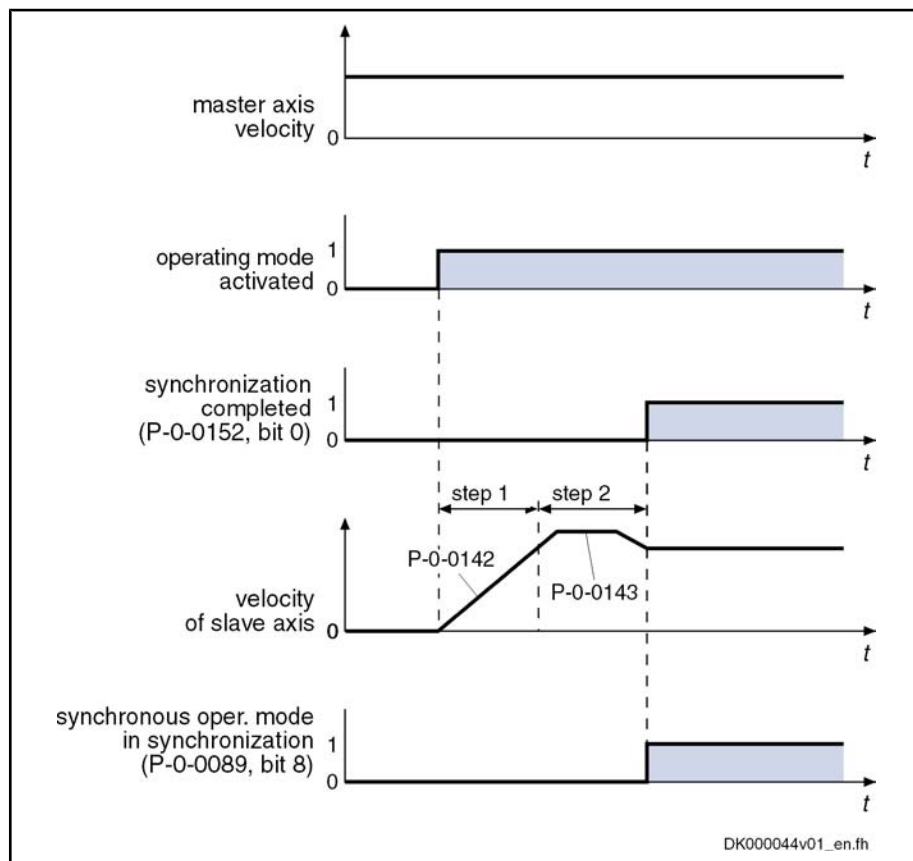 master axis
velocity
0
t
operating mode
activated
1
0
t
synchronization
completed
(P-0-0152, bit 0)
1
0
t
step 1
step 2
P-0-0142
P-0-0143
velocity
of slave axis
0
t
synchronous oper. mode
in synchronization
(P-0-0089, bit 8)
1
0
t
DK000044v01_en.fh